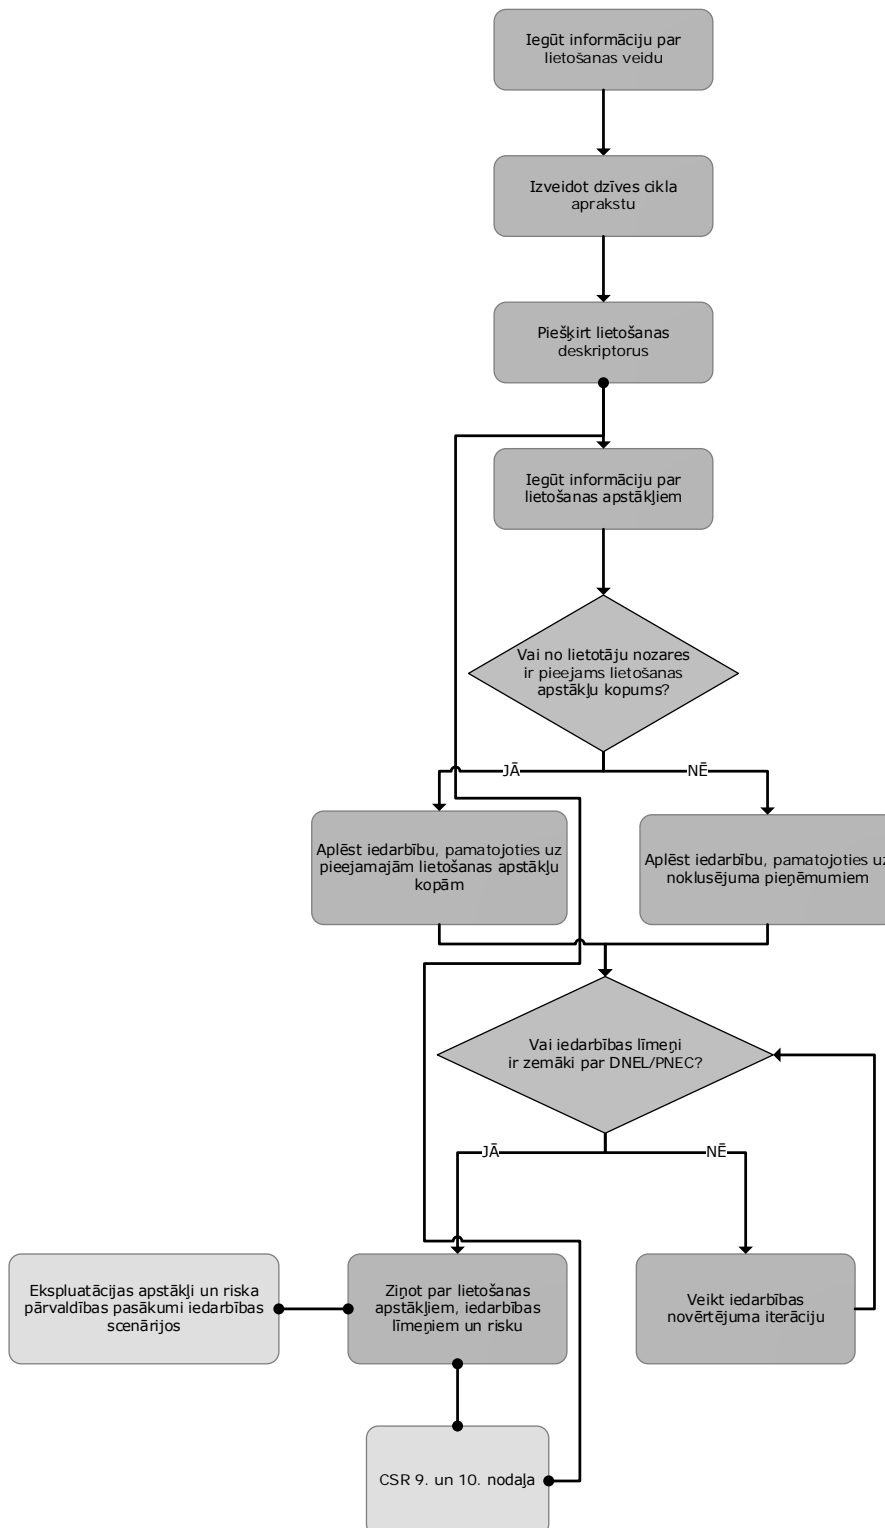 Iegūt informāciju par
lietošanas veidu
Izveidot dzīves cikla
aprakstu
Piešķirt lietošanas
deskriptorus
Iegūt informāciju par
lietošanas apstākļiem
Vai no lietotāju nozares
ir pieejams lietošanas
apstākļu kopums?
JĀ
NĒ
Aplēst iedarbību, pamatojoties uz
pieejamajām lietošanas apstākļu
kopām
Aplēst iedarbību, pamatojoties uz
noklusējuma pieņēmumiem
Vai iedarbības līmeņi
ir zemāki par DNEL/PNEC?
JĀ
NĒ
Ekspluatācijas apstākļi un riska
pārvaldības pasākumi iedarbības
scenārijos
Ziņot par lietošanas
apstākļiem, iedarbības
līmeņiem un risku
Veikt iedarbības
novērtējuma iterāciju
CSR 9. un 10. nodaļa